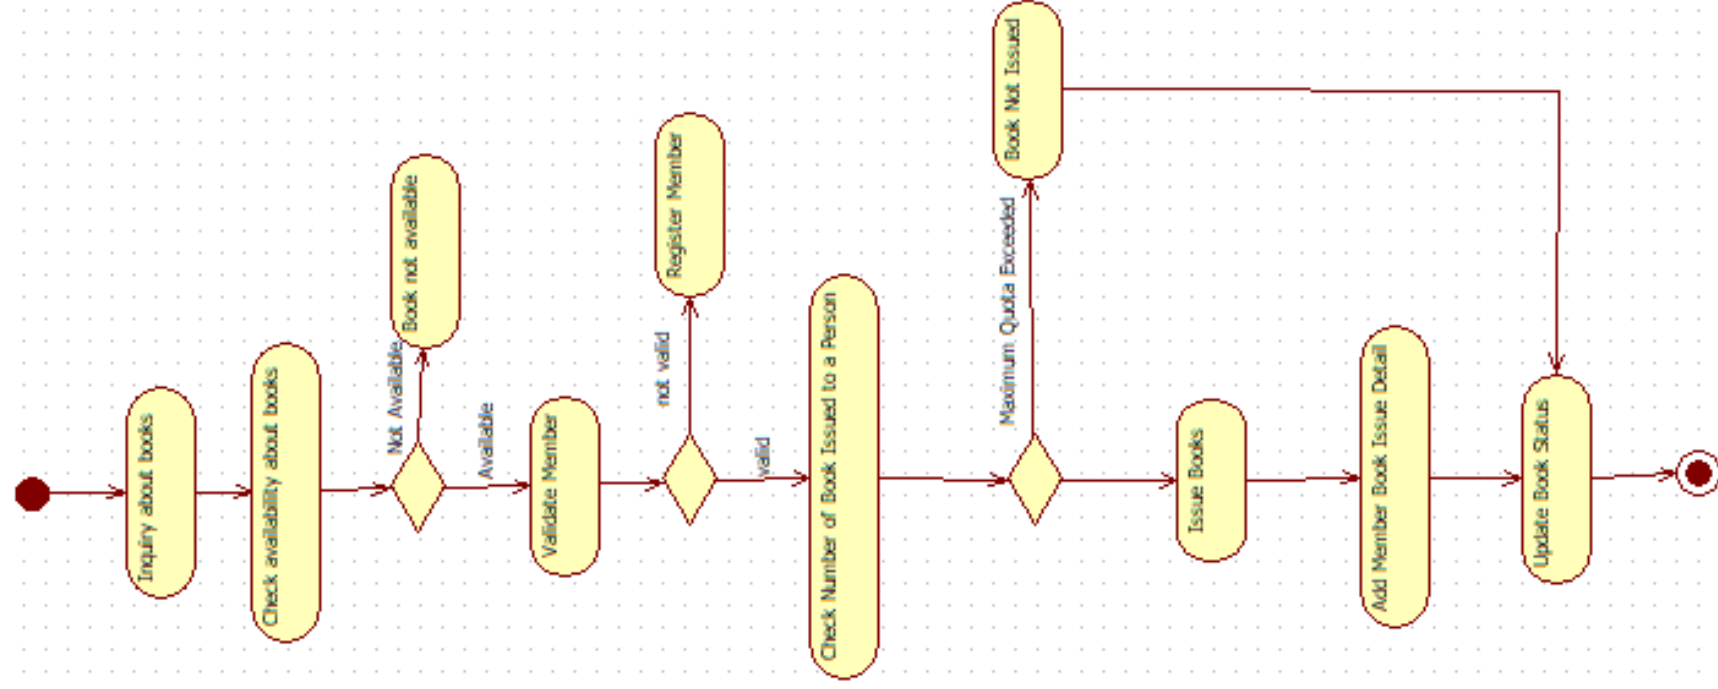 Inquiry about books
Check availability about books
Not Available
Book not available
Available
Validate Member
not valid
Register Member
valid
Check Number of Book Issued to a Person
Maximum Quota Exceeded
Book Not Issued
Issue Books
Add Member Book Issue Detail
Update Book Status